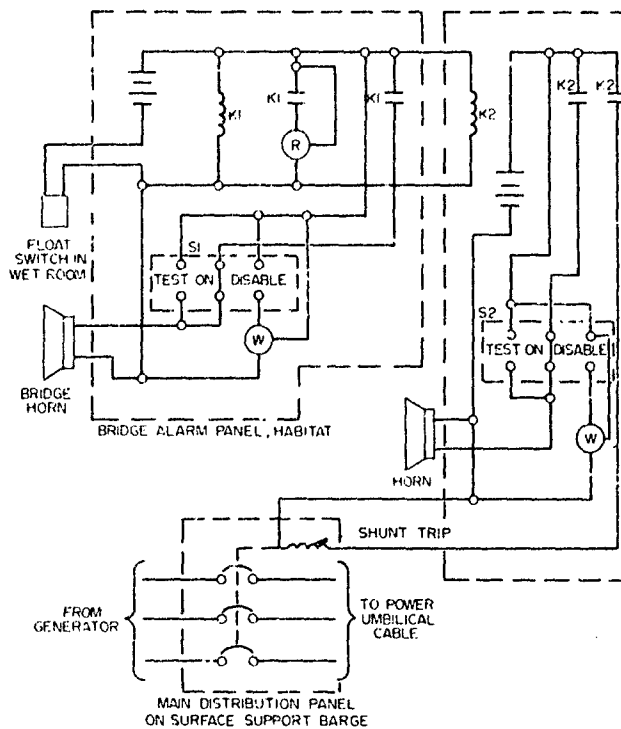 K1
K1
R
K1
K2
K2
K2
FLOAT
SWITCH IN
WET ROOM
S1
TEST ON DISABLE
W
BRIDGE
HORN
BRIDGE ALARM PANEL, HABITAT
S2
TEST ON DISABLE
W
HORN
SHUNT TRIP
FROM
GENERATOR
TO POWER
UMBILICAL
CABLE
MAIN DISTRIBUTION PANEL
ON SURFACE SUPPORT BARGE